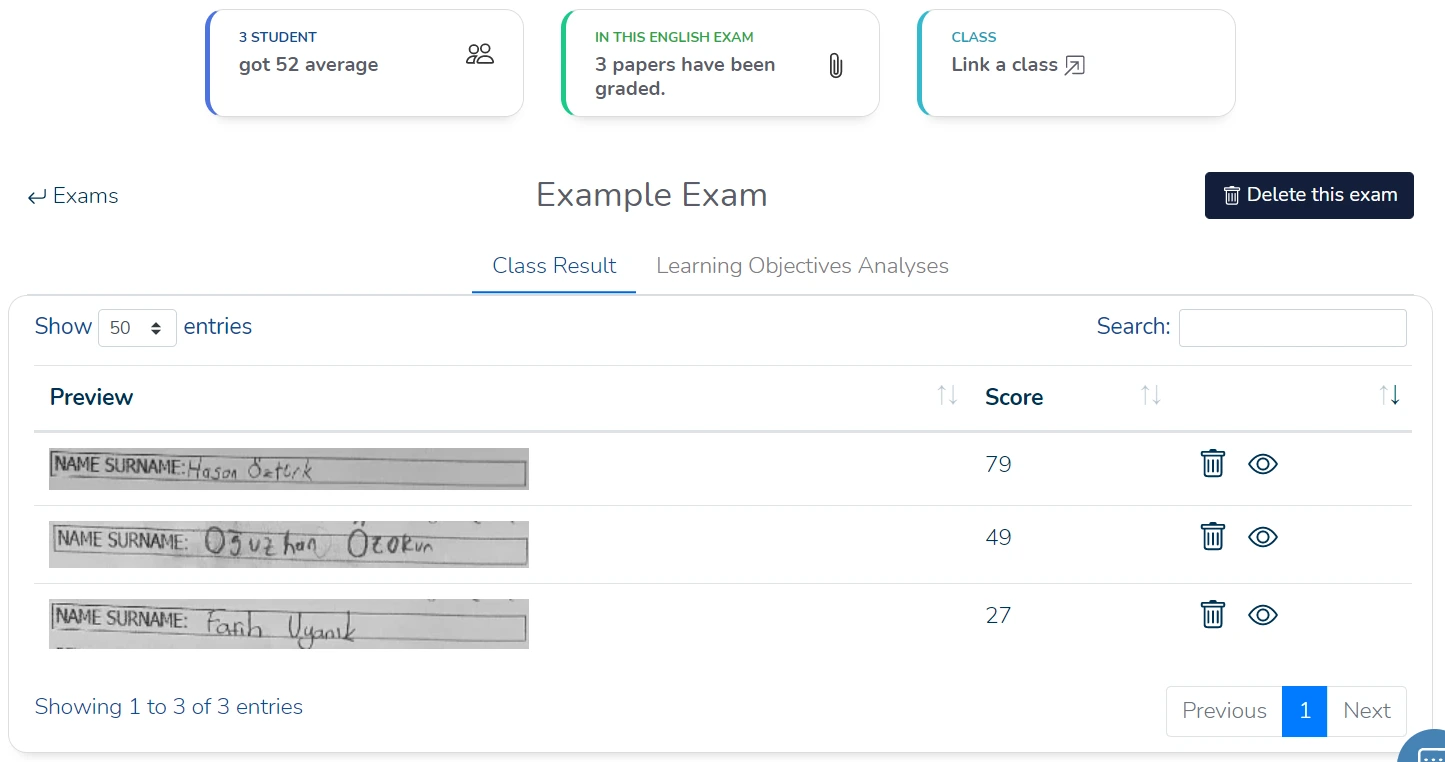 3 STUDENT
got 52 average
IN THIS ENGLISH EXAM
3 papers have been
graded.
CLASS
Link a class
Exams
Example Exam
Delete this exam
Class Result
Learning Objectives Analyses
Show 50 entries
Search:
Preview
Score
NAME SURNAME: Hasan Öztürk
79
NAME SURNAME: Oğuzhan Özokun
49
NAME SURNAME: Fatih Uyanık
27
Showing 1 to 3 of 3 entries
Previous 1 Next